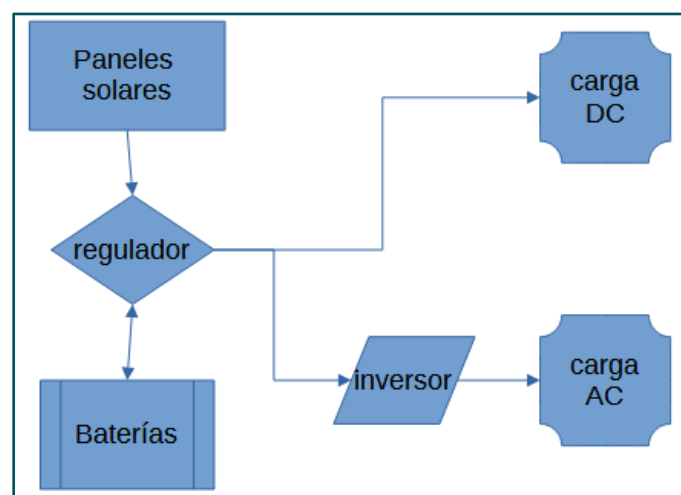 Paneles
solares
carga
DC
regulador
inversor
carga
AC
Baterías